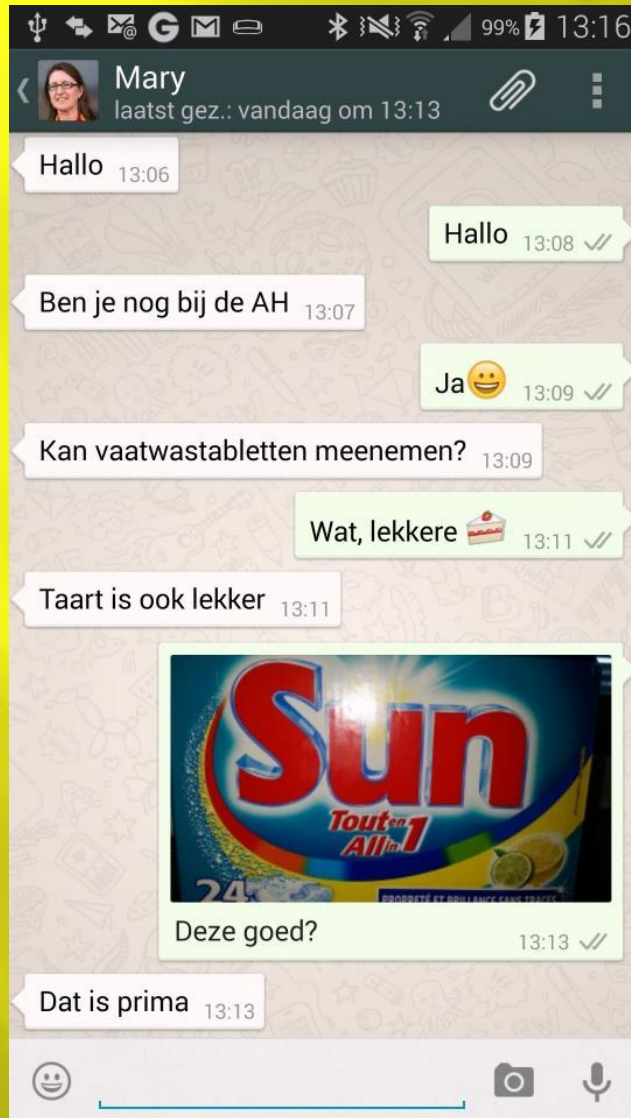 99% 13:16
Mary
laatst gez.: vandaag om 13:13
Hallo 13:06
Hallo 13:08
Ben je nog bij de AH 13:07
Ja😀 13:09
Kan vaatwastabletten meenemen? 13:09
Wat, lekkere 🍰 13:11
Taart is ook lekker 13:11
Sun
Tout en 1
All in
24
PROPRETÉ ET BRILLANCE SANS TRACES
Deze goed?
13:13
Dat is prima 13:13